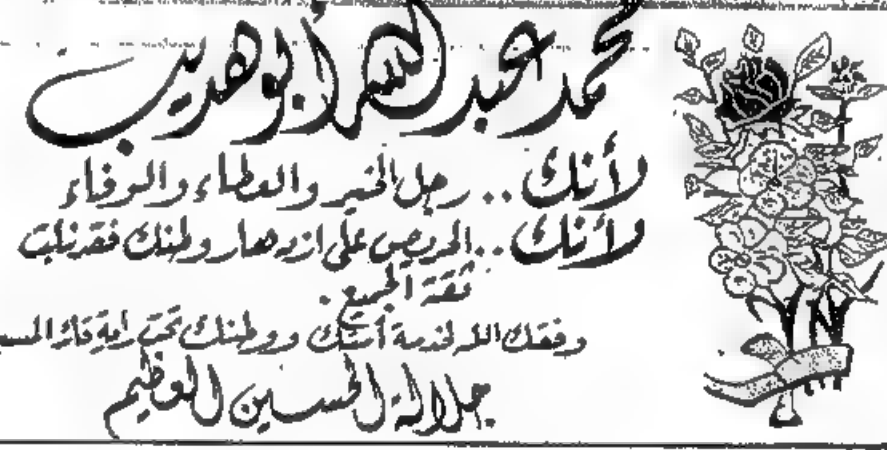 محمد عبد الله أبو هديب
لأنك .. رجل الخير والعطاء والوفاء
ولأنك .. الحريص على ازدهار وطنك فقد نلت
ثقة الجميع .
وفقك الله لخدمة أمتك ووطنك تحت راية قائد
جلالة الحسين العظيم